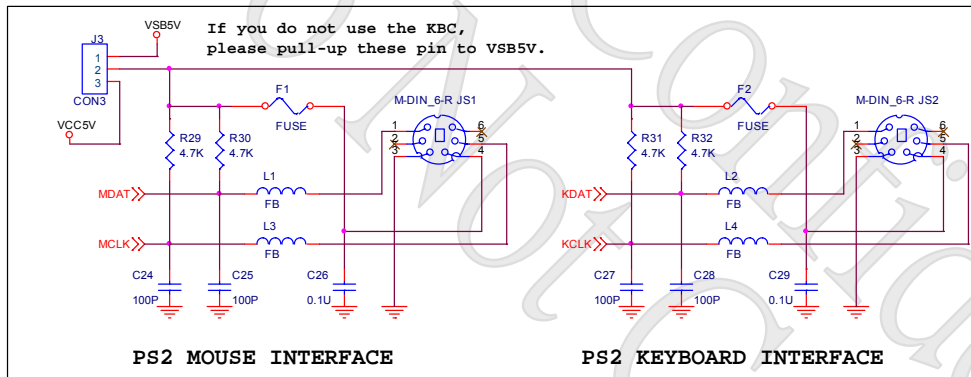 If you do not use the KBC,
please pull-up these pin to VSB5V.
VSB5V
J3
1
2
3
CON3
VCC5V
F1
FUSE
R29
4.7K
R30
4.7K
M-DIN_6-R JS1
1
2
3
6
5
4
L1
FB
MDAT
L3
FB
MCLK
C24
100P
C25
100P
C26
0.1U
PS2 MOUSE INTERFACE
F2
FUSE
R31
4.7K
R32
4.7K
M-DIN_6-R JS2
1
2
3
6
5
4
L2
FB
KDAT
L4
FB
KCLK
C27
100P
C28
100P
C29
0.1U
PS2 KEYBOARD INTERFACE
Not